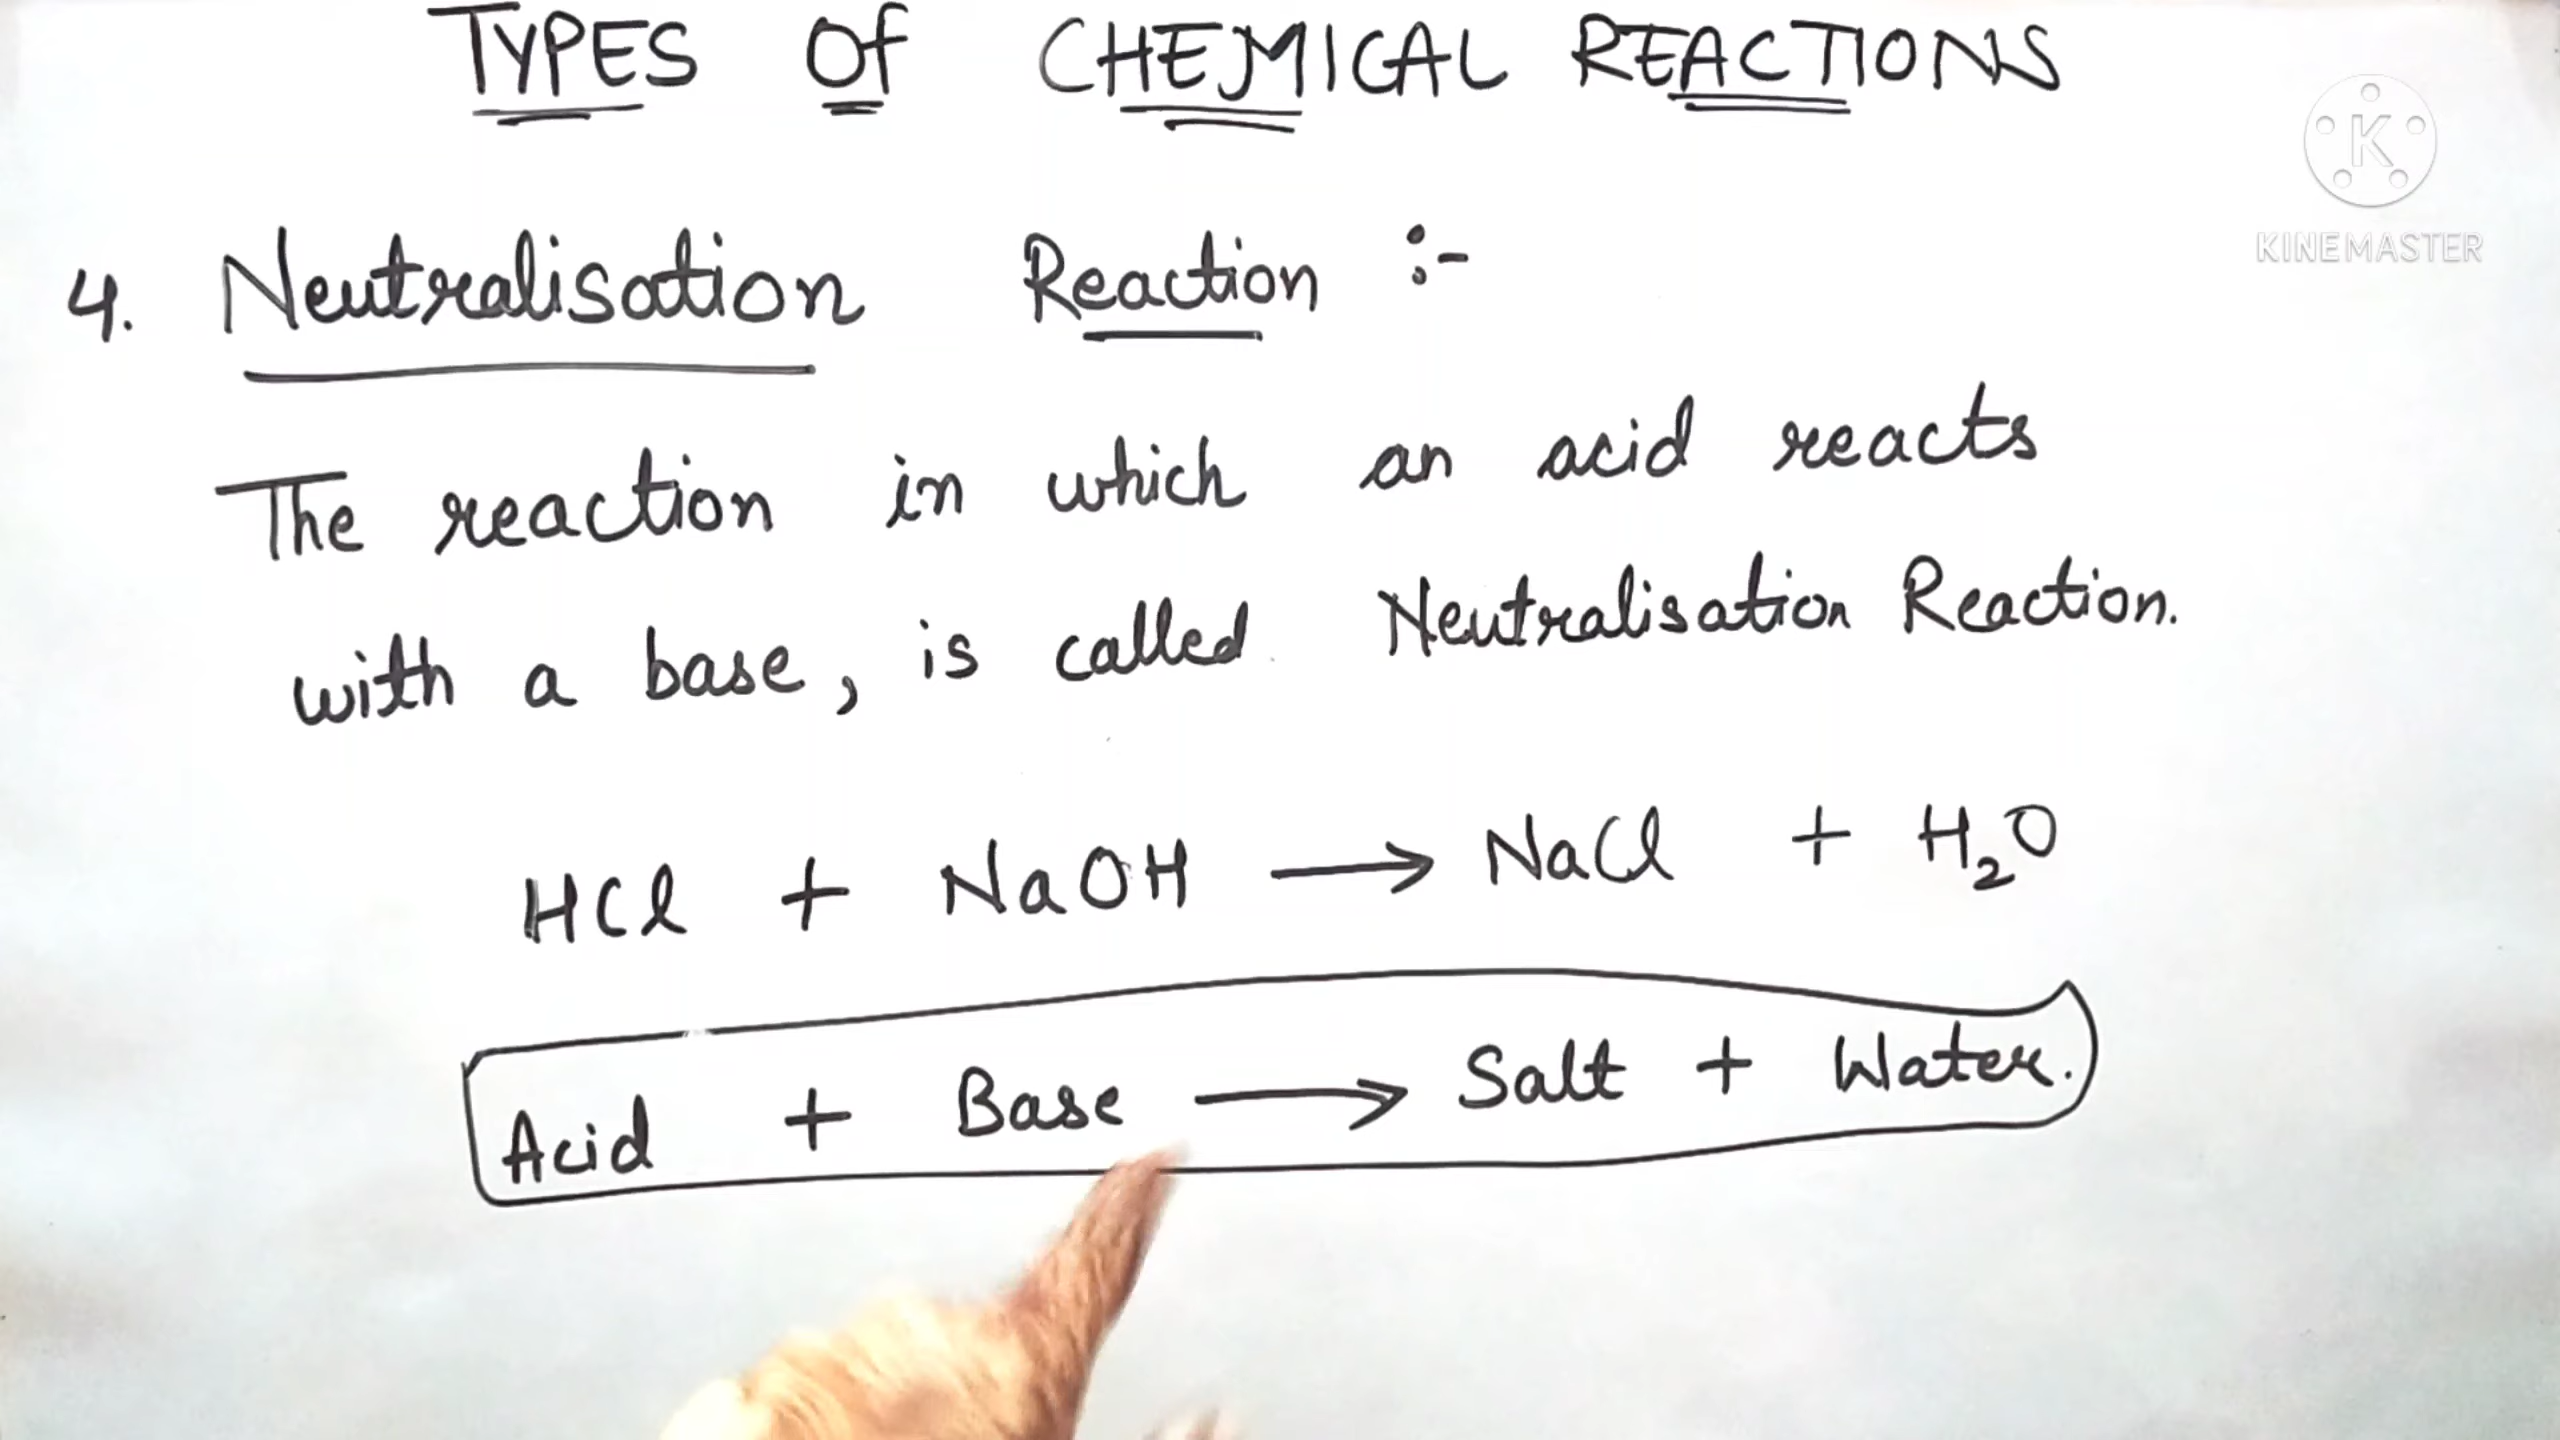 TYPES Of CHEMICAL REACTIONS
K
KINEMASTER
4. Neutralisation Reaction :-
The reaction in which an acid reacts
with a base, is called Neutralisation Reaction.
HCl + NaOH → NaCl + H₂O
Acid + Base → Salt + Water.